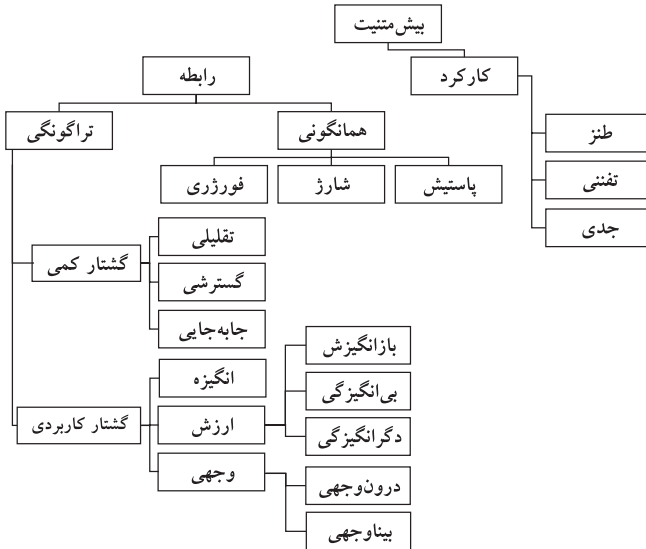 بیش‌متنیت
کارکرد
طنز
تفننی
جدی
رابطه
همانگونی
پاستیش
شارژ
فورژری
تراگونگی
گشتار کمی
تقلیلی
گسترشی
جابه‌جایی
گشتار کاربردی
انگیزه
ارزش
بازانگیزش
بی‌انگیزگی
دگرانگیزگی
وجهی
درون‌وجهی
بیناوجهی